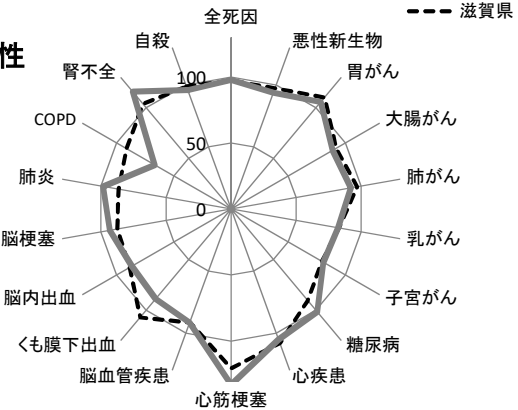 滋賀県
全死因
自殺
悪性新生物
性
腎不全
100
胃がん
COPD
大腸がん
50
肺炎
肺がん
0
脳梗塞
乳がん
脳内出血
子宮がん
くも膜下出血
糖尿病
脳血管疾患
心疾患
心筋梗塞